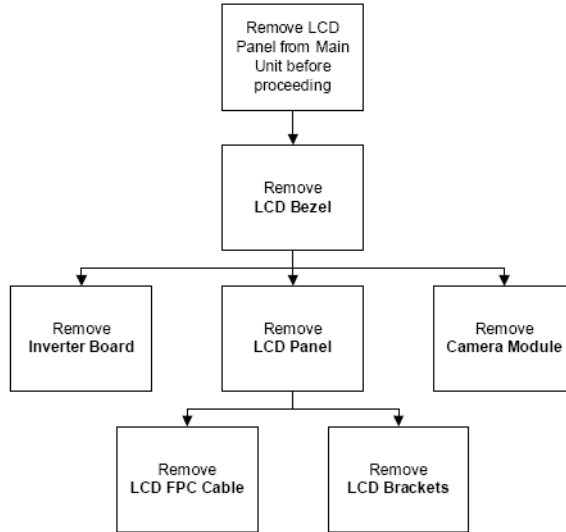 Remove LCD
Panel from Main
Unit before
proceeding
Remove
LCD Bezel
Remove
Inverter Board
Remove
LCD Panel
Remove
Camera Module
Remove
LCD FPC Cable
Remove
LCD Brackets